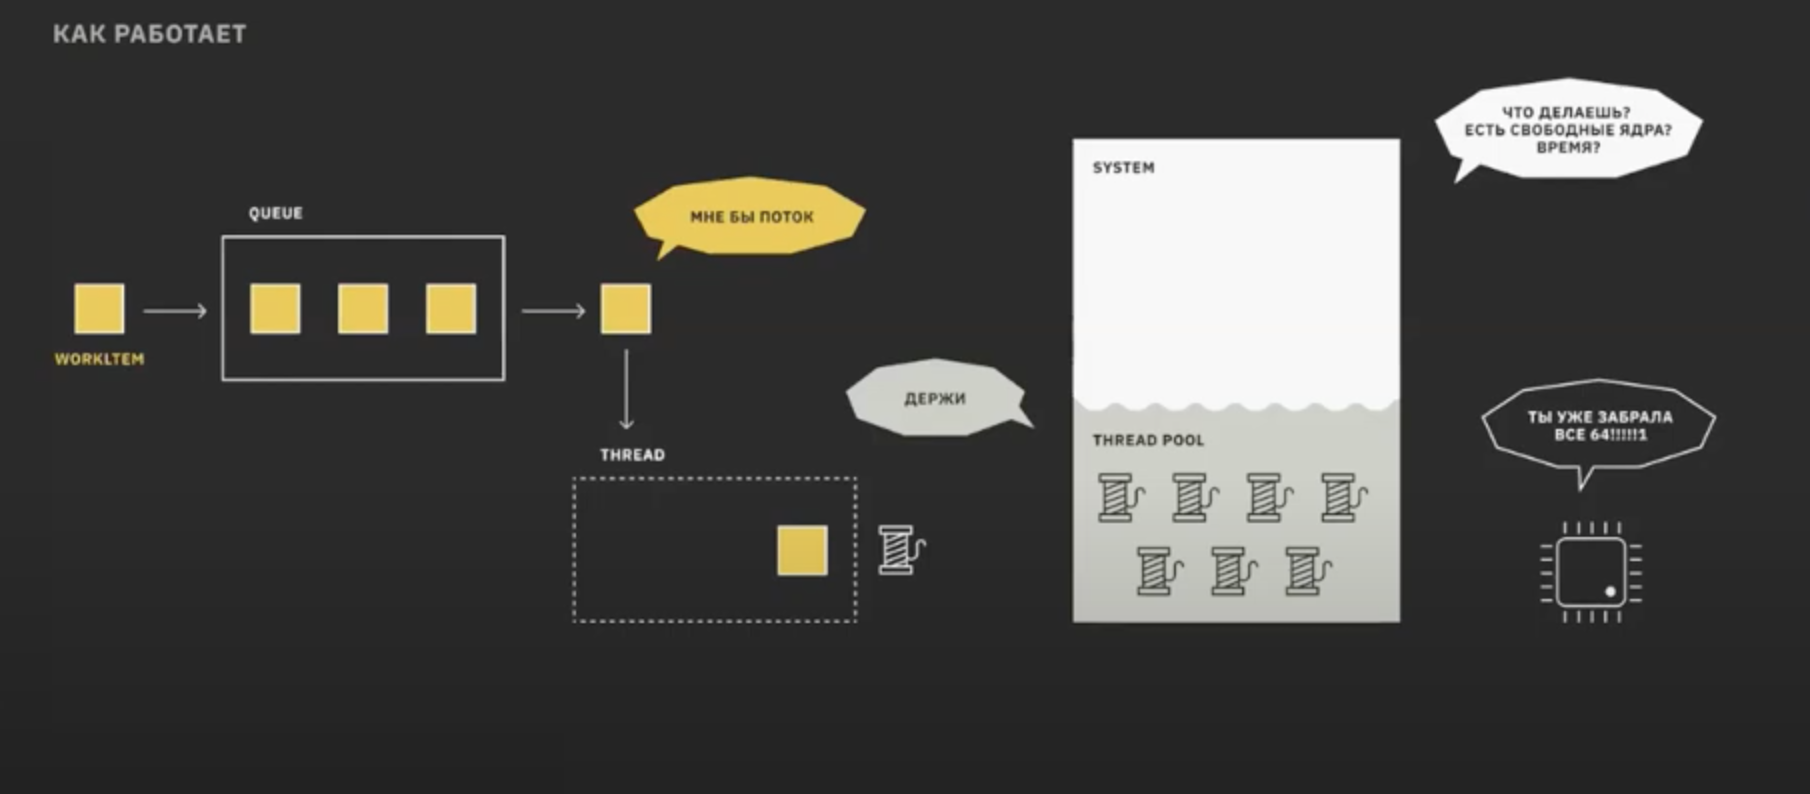 КАК РАБОТАЕТ
ЧТО ДЕЛАЕШЬ?
ЕСТЬ СВОБОДНЫЕ ЯДРА?
ВРЕМЯ?
SYSTEM
QUEUE
МНЕ БЫ ПОТОК
WORKLTEM
ДЕРЖИ
ТЫ УЖЕ ЗАБРАЛА
ВСЕ 64!!!!!1
THREAD POOL
THREAD